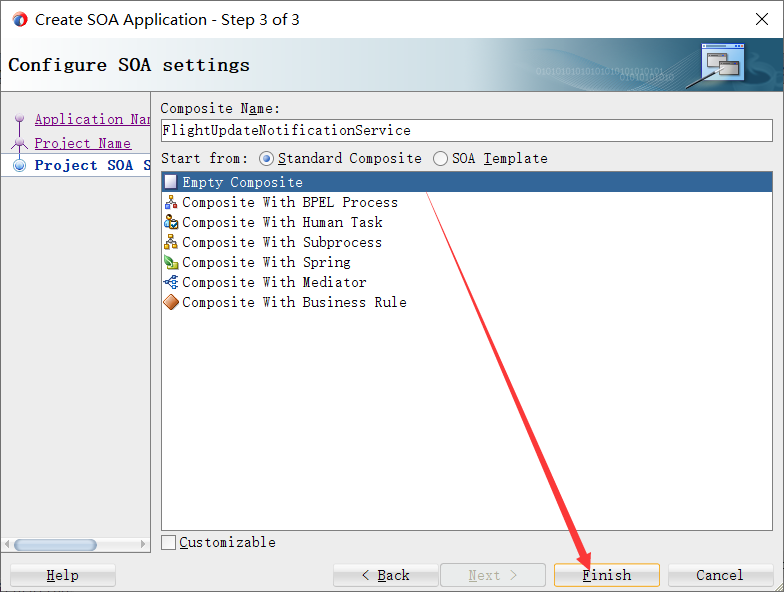 Create SOA Application - Step 3 of 3
Configure SOA settings
Application Nam
Project Name
Project SOA S
Composite Name:
FlightUpdateNotificationService
Start from: Standard Composite SOA Template
Empty Composite
Composite With BPEL Process
Composite With Human Task
Composite With Subprocess
Composite With Spring
Composite With Mediator
Composite With Business Rule
Customizable
Help < Back Next > Finish Cancel